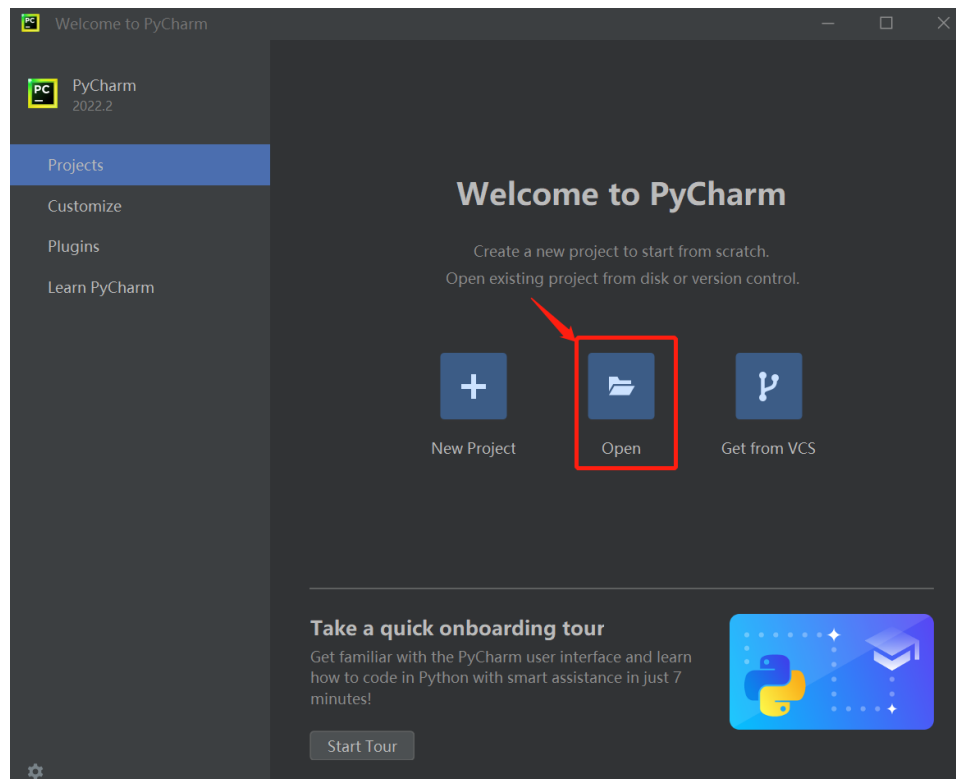 Welcome to PyCharm
PyCharm
2022.2
Projects
Customize
Plugins
Learn PyCharm
Welcome to PyCharm
Create a new project to start from scratch.
Open existing project from disk or version control.
New Project
Open
Get from VCS
Take a quick onboarding tour
Get familiar with the PyCharm user interface and learn
how to code in Python with smart assistance in just 7
minutes!
Start Tour